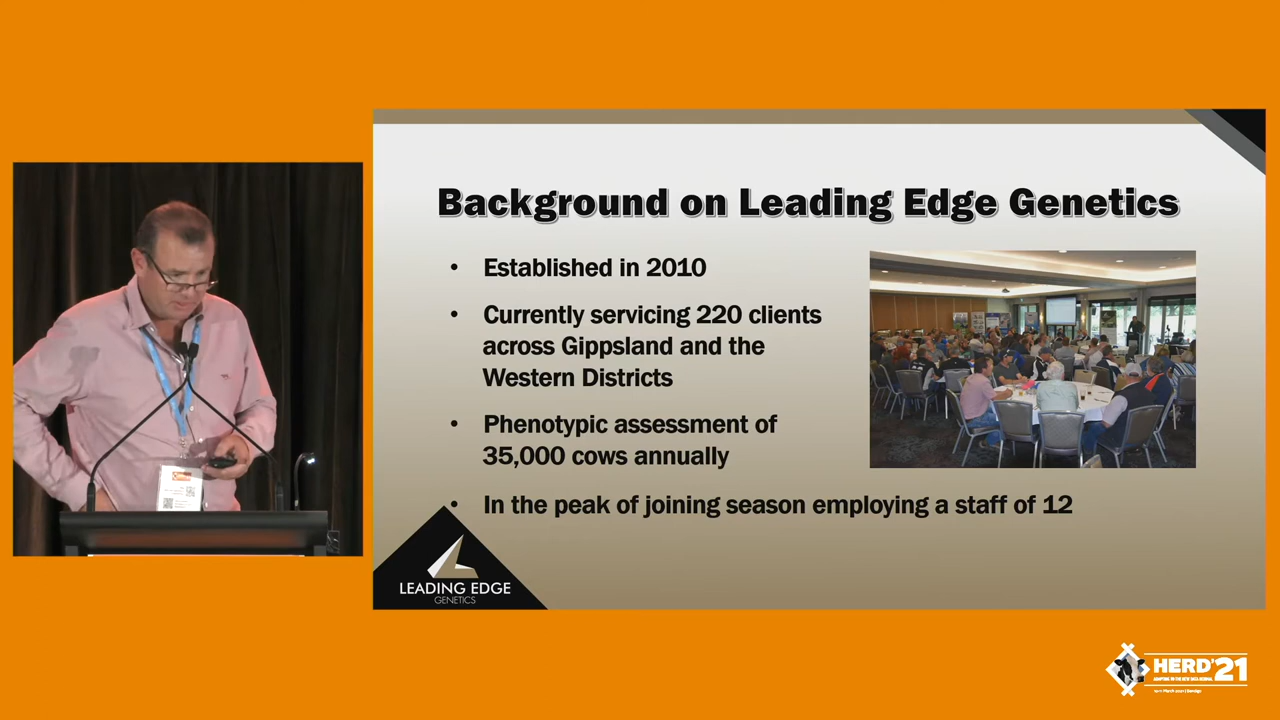 Background on Leading Edge Genetics
• Established in 2010
• Currently servicing 220 clients
across Gippsland and the
Western Districts
• Phenotypic assessment of
35,000 cows annually
• In the peak of joining season employing a staff of 12
LEADING EDGE
GENETICS
HERD'21